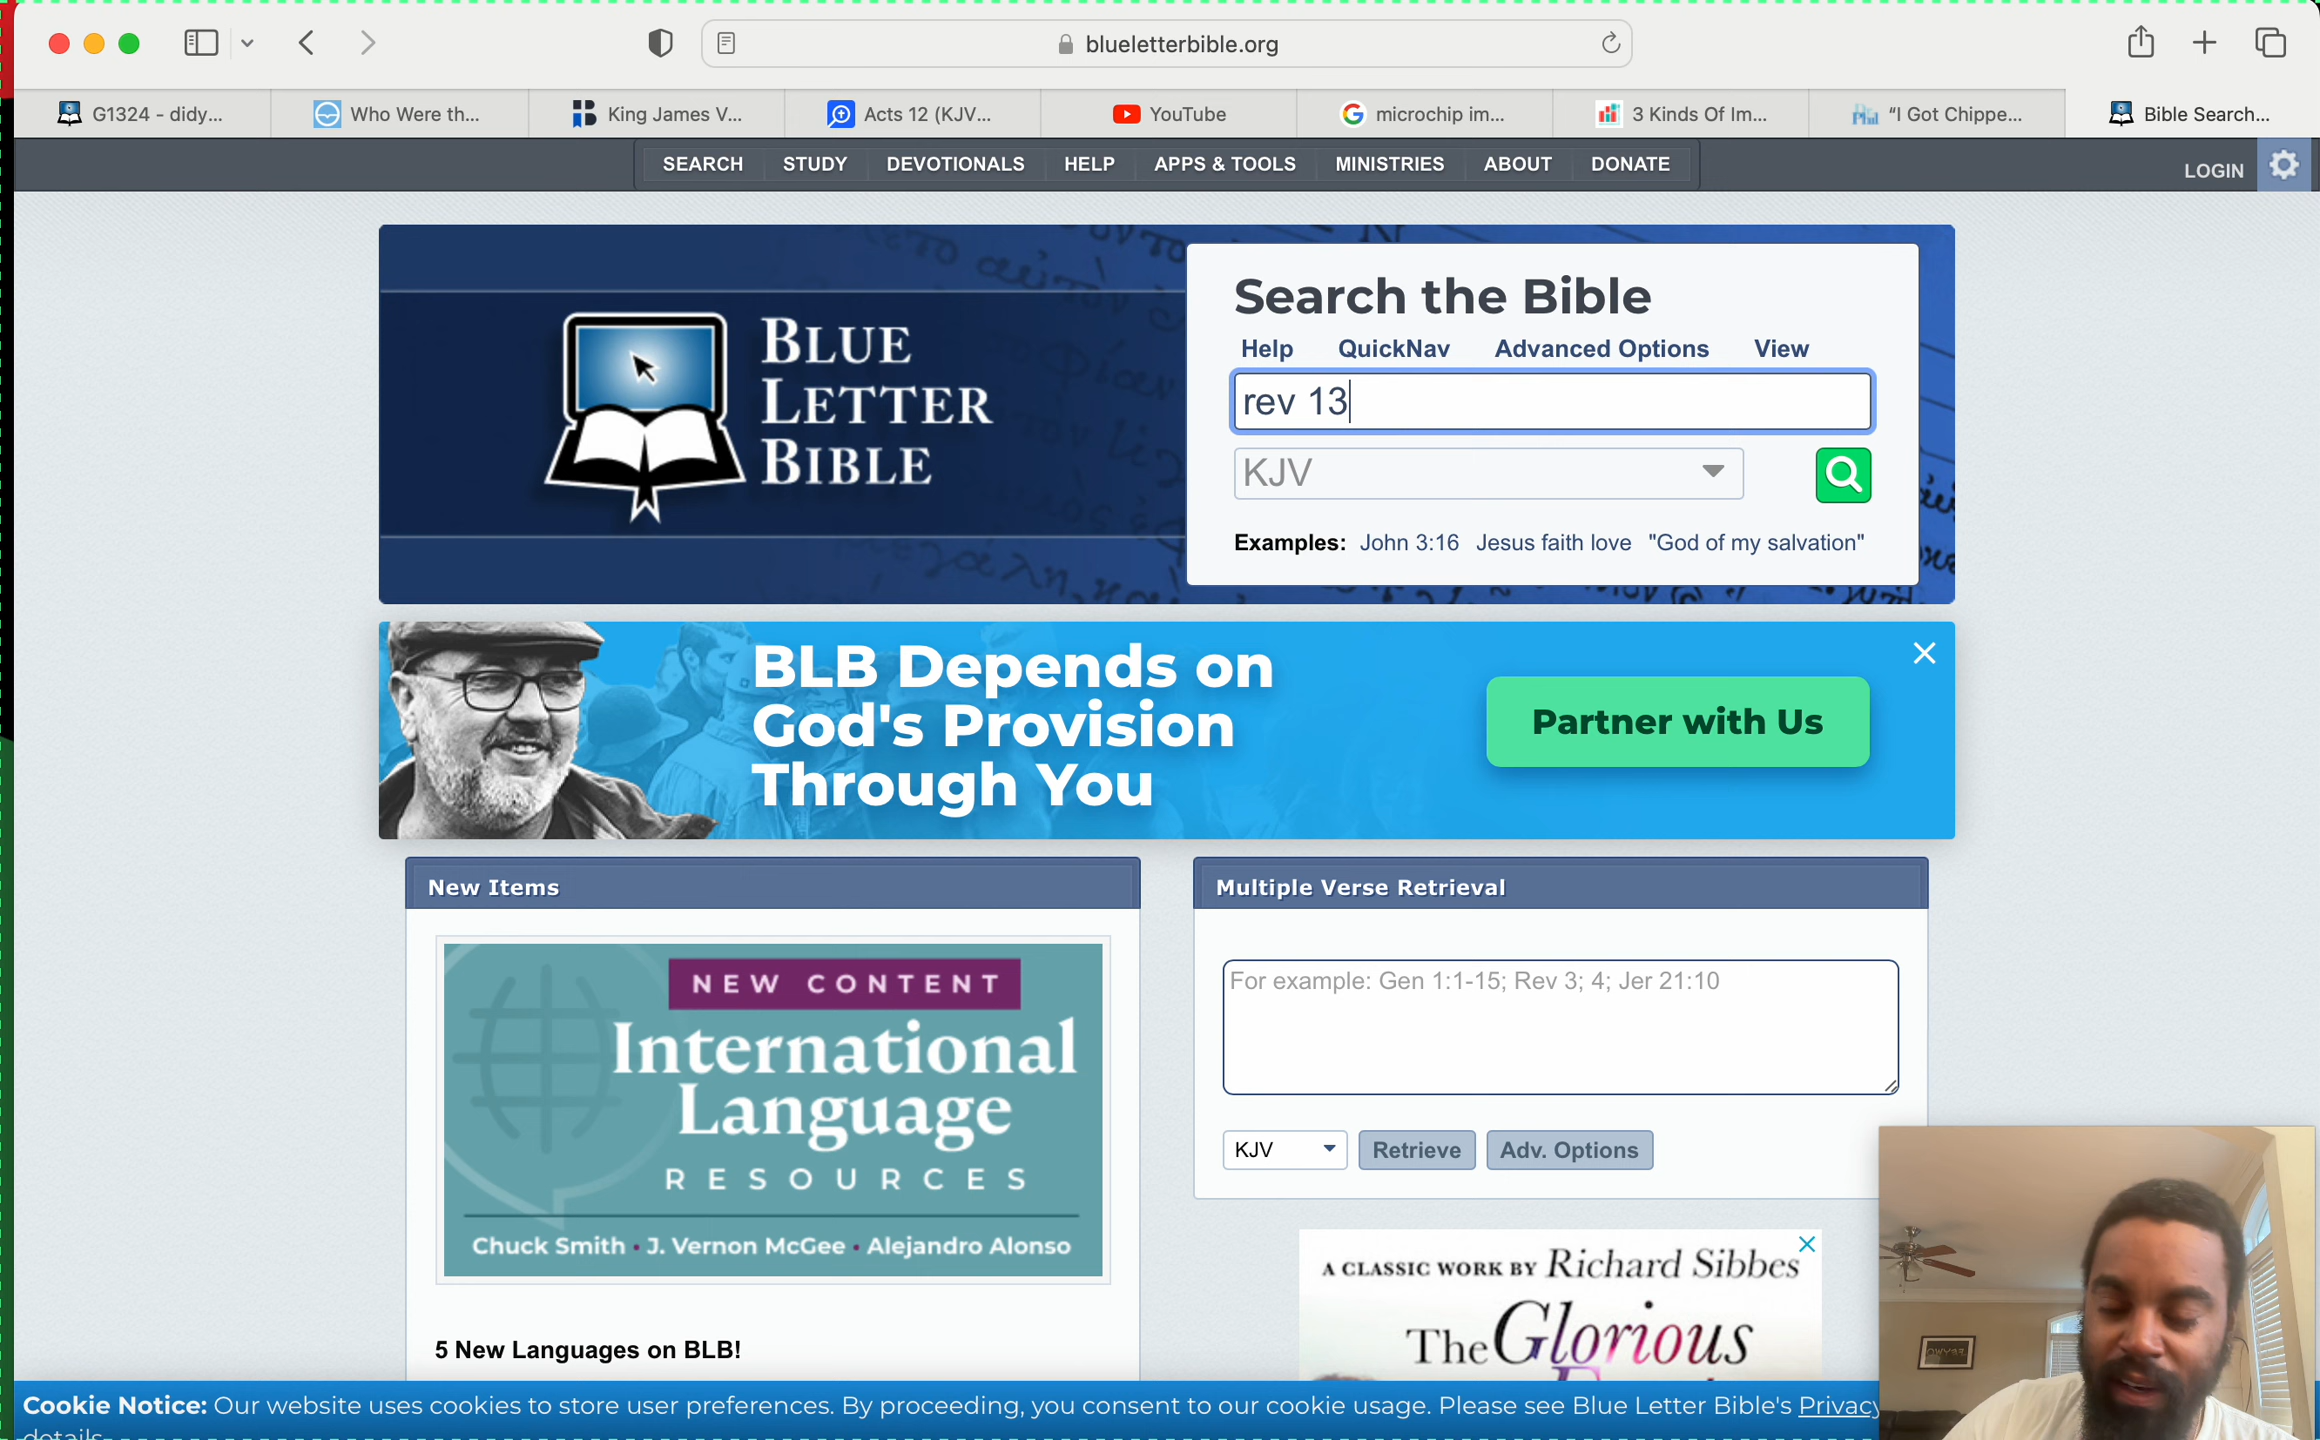 blueletterbible.org
G1324 - didy...
Who Were th...
King James V...
Acts 12 (KJV...
YouTube
microchip im...
3 Kinds Of Im...
“I Got Chippe...
Bible Search...
SEARCH
STUDY
DEVOTIONALS
HELP
APPS & TOOLS
MINISTRIES
ABOUT
DONATE
LOGIN
BLUE
LETTER
BIBLE
Search the Bible
Help QuickNav Advanced Options View
rev 13
KJV
Examples: John 3:16 Jesus faith love "God of my salvation"
BLB Depends on
God's Provision
Through You
Partner with Us
New Items
NEW CONTENT
International
Language
RESOURCES
Chuck Smith • J. Vernon McGee • Alejandro Alonso
5 New Languages on BLB!
Multiple Verse Retrieval
For example: Gen 1:1-15; Rev 3; 4; Jer 21:10
KJV
Retrieve
Adv. Options
A CLASSIC WORK BY Richard Sibbes
The Glorious
Cookie Notice: Our website uses cookies to store user preferences. By proceeding, you consent to our cookie usage. Please see Blue Letter Bible's Privacy
details